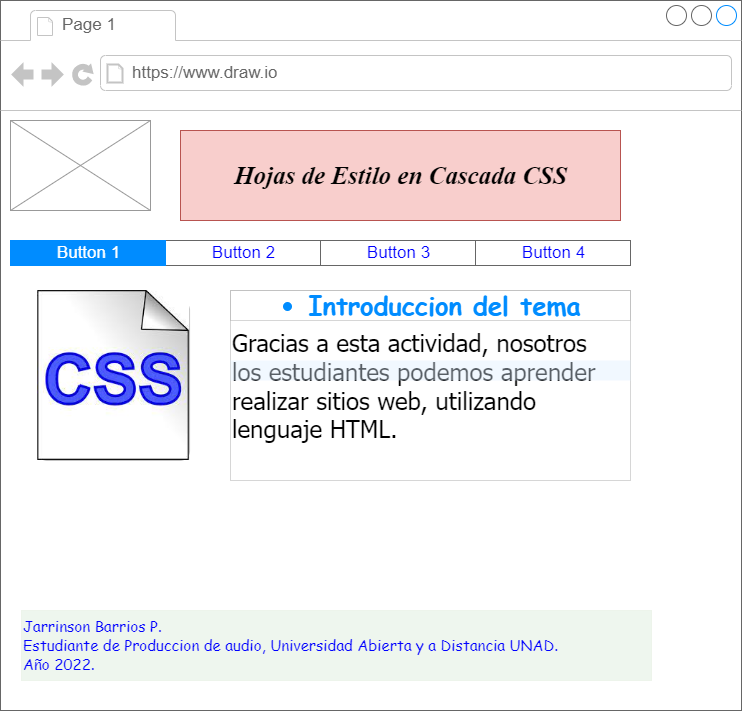 Page 1
https://www.draw.io
Hojas de Estilo en Cascada CSS
Button 1 Button 2 Button 3 Button 4
CSS
• Introduccion del tema
Gracias a esta actividad, nosotros
los estudiantes podemos aprender
realizar sitios web, utilizando
lenguaje HTML.
Jarrinson Barrios P.
Estudiante de Produccion de audio, Universidad Abierta y a Distancia UNAD.
Año 2022.